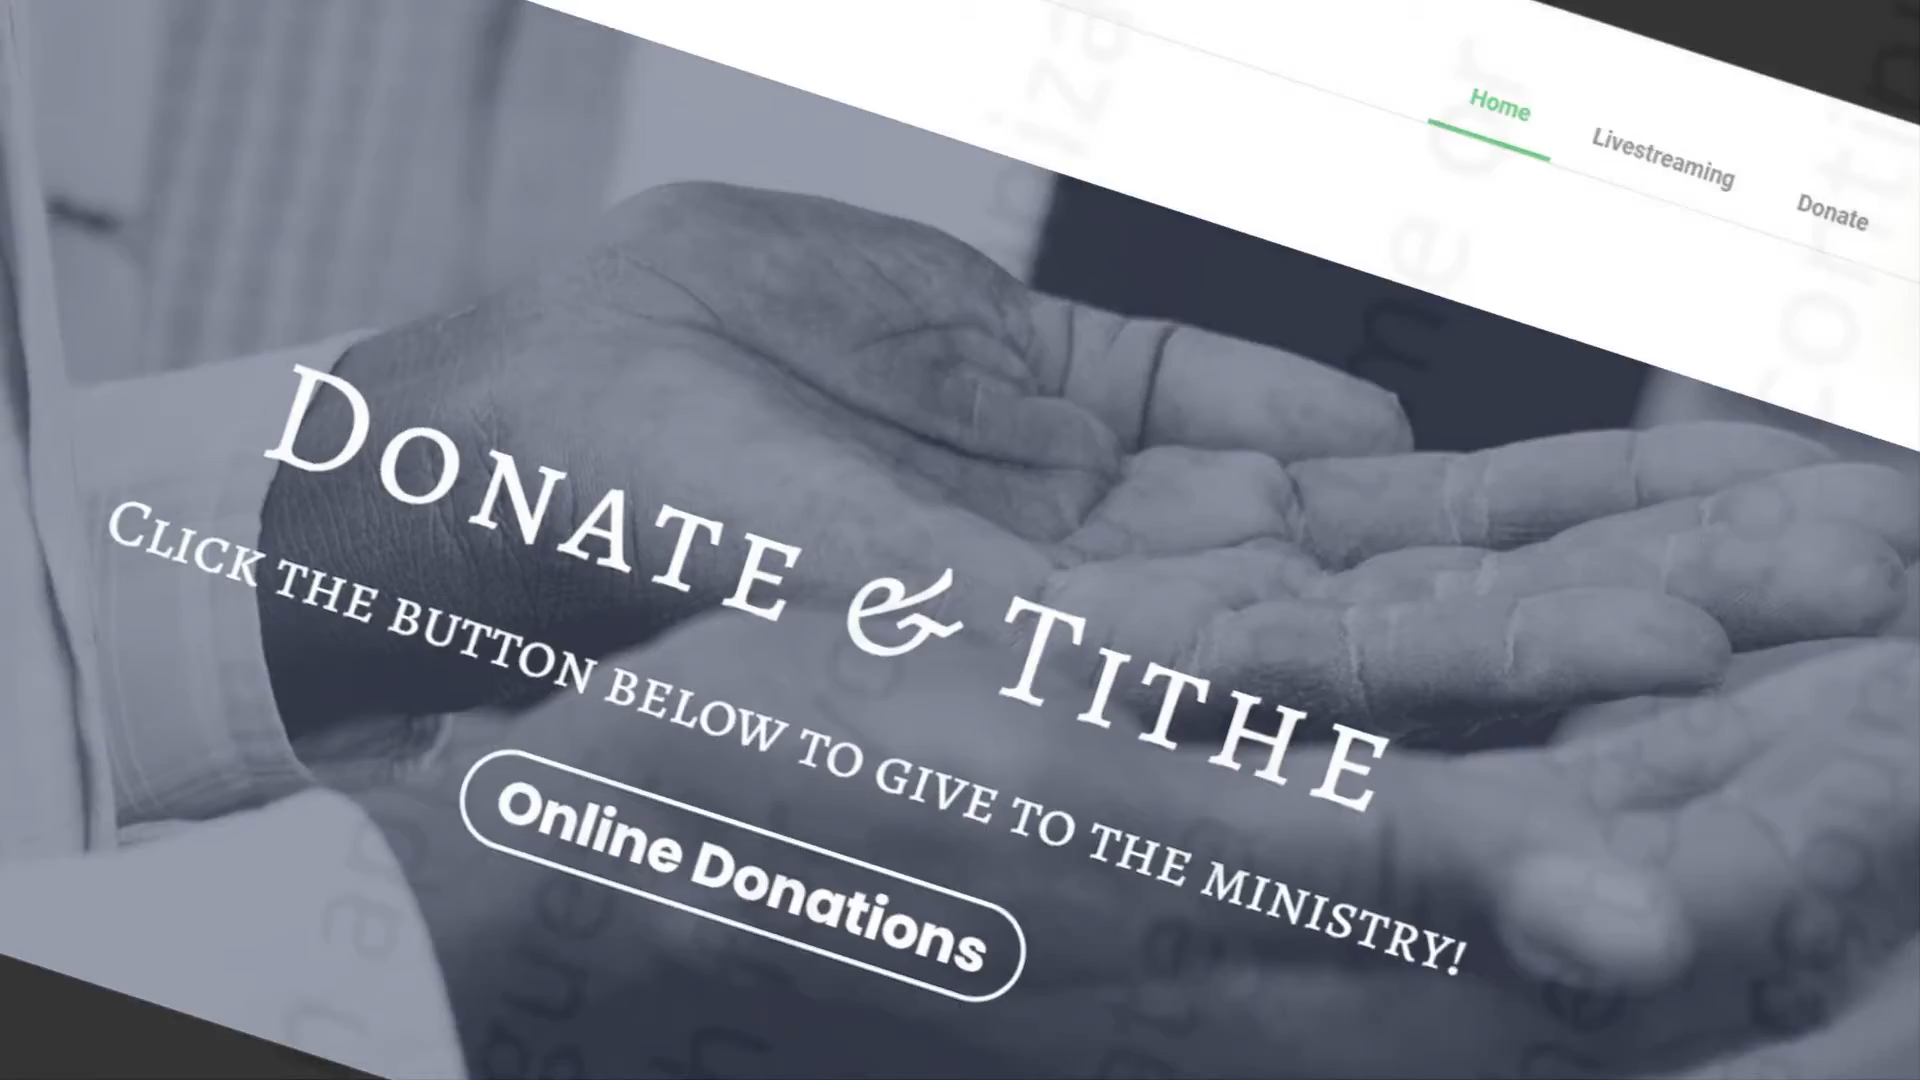 Home
Livestreaming
Donate
Donate & Tithe
Click the button below to give to the ministry!
Online Donations